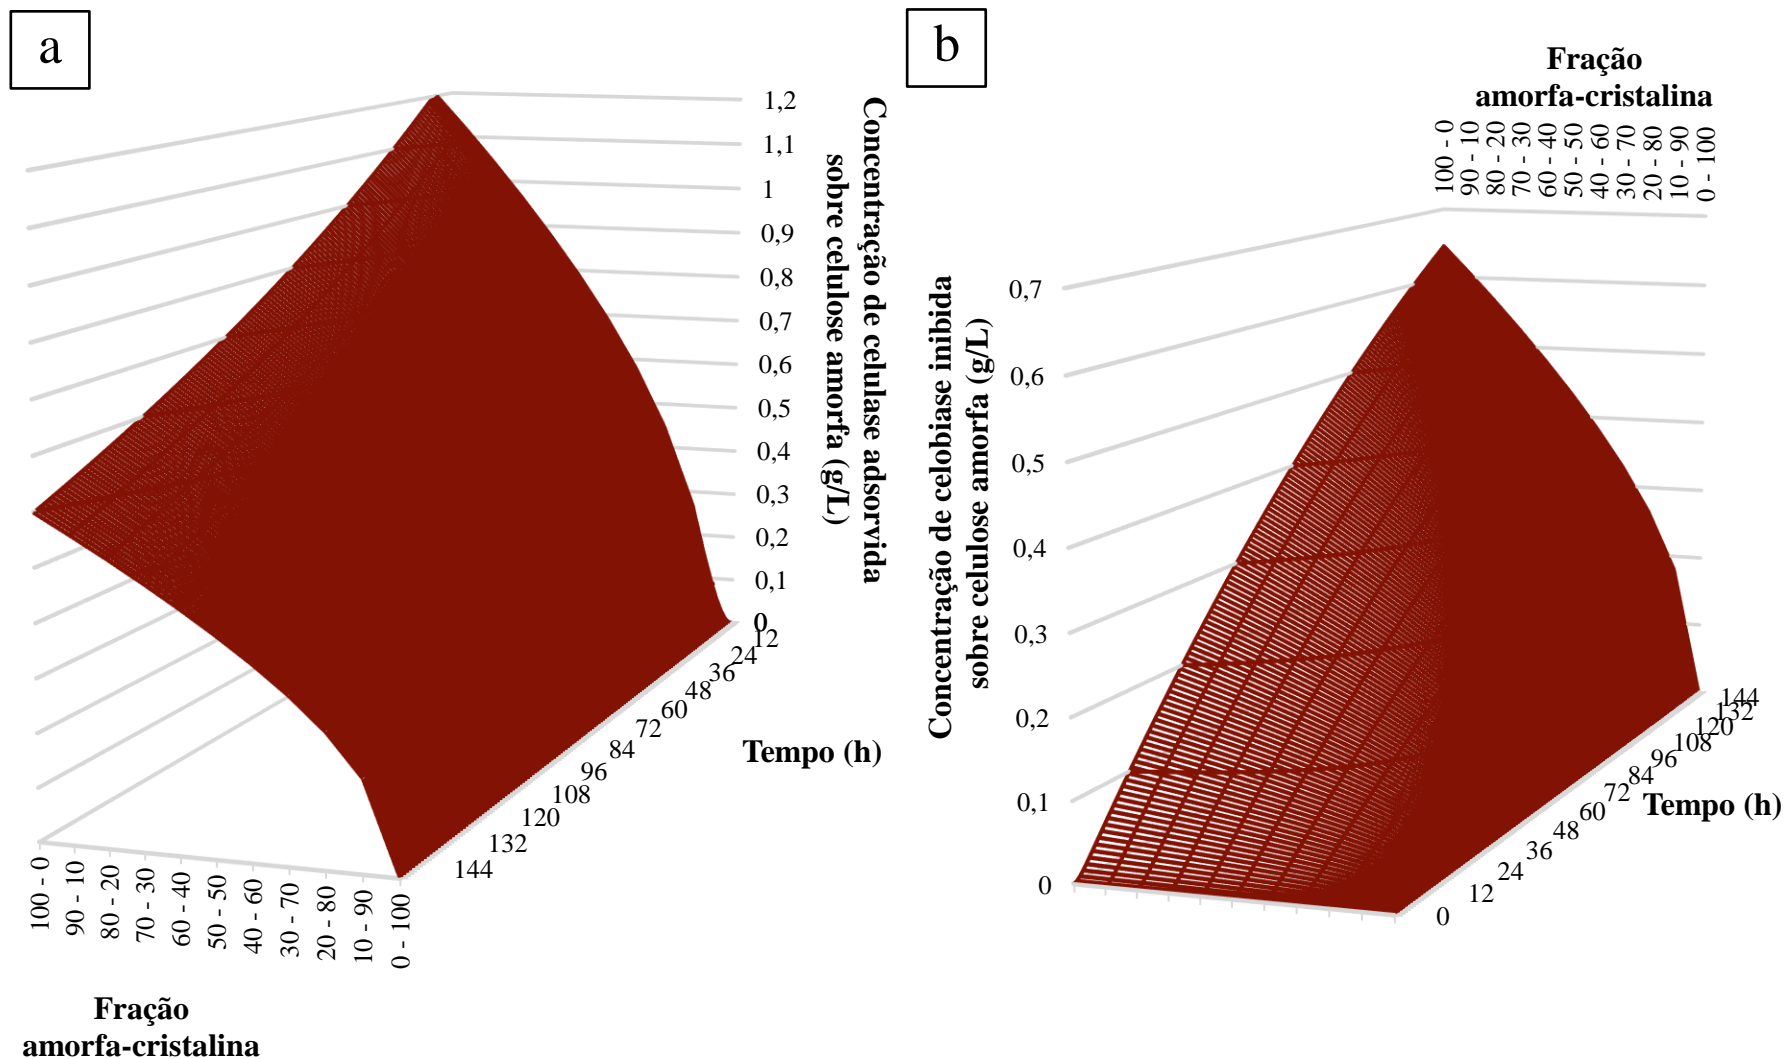 a
1,2
1,1
1
0,9
0,8
0,7
0,6
0,5
0,4
0,3
0,2
0,1
0
Concentração de celulase adsorvida
sobre celulose amorfa (g/L)
12
24
36
48
60
72
84
96
108
120
132
144
Tempo (h)
100 - 0
90 - 10
80 - 20
70 - 30
60 - 40
50 - 50
40 - 60
30 - 70
20 - 80
10 - 90
0 - 100
Fração
amorfa-cristalina
b
Fração
amorfa-cristalina
100 - 0
90 - 10
80 - 20
70 - 30
60 - 40
50 - 50
40 - 60
30 - 70
20 - 80
10 - 90
0 - 100
Concentração de celobiase inibida
sobre celulose amorfa (g/L)
0,7
0,6
0,5
0,4
0,3
0,2
0,1
0
144
132
120
108
96
84
72
60
48
36
24
12
0
Tempo (h)